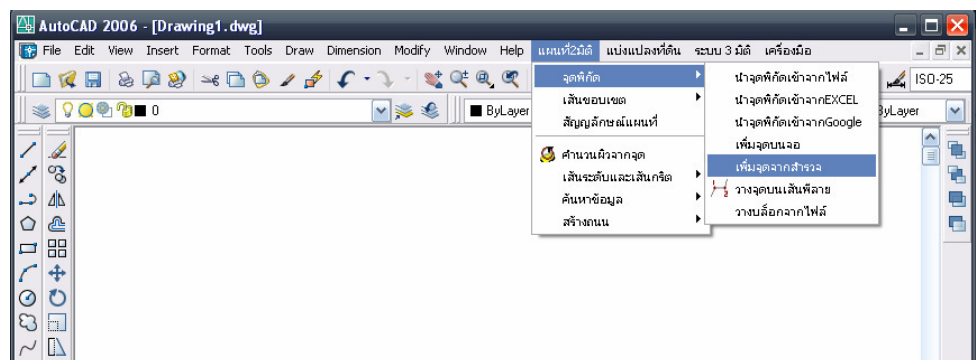 AutoCAD 2006 - [Drawing1.dwg]
File Edit View Insert Format Tools Draw Dimension Modify Window Help แผนที่2มิติ แบ่งแปลงที่ดิน ระบบ 3 มิติ เครื่องมือ
ISO-25
0 ByLayer ByLayer
จุดพิกัด
เส้นขอบเขต
สัญญลักษณ์แผนที่
คำนวนผิวจากจุด
เส้นระดับและเส้นกริด
ค้นหาข้อมูล
สร้างถนน
นำจุดพิกัดเข้าจากไฟล์
นำจุดพิกัดเข้าจากEXCEL
นำจุดพิกัดเข้าจากGoogle
เพิ่มจุดบนจอ
เพิ่มจุดจากสำรวจ
วางจุดบนเส้นพีลาย
วางบล็อกจากไฟล์